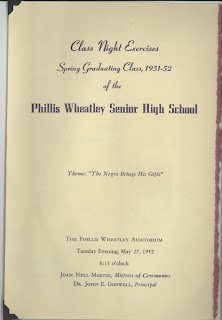 Class Night Exercises
Spring Graduating Class, 1951-52
of the
Phillis Wheatley Senior High School
Theme: "The Negro Brings His Gifts"
The Phillis Wheatley Auditorium
Tuesday Evening, May 27, 1952
8:15 o'clock
Joan Nell Martin, Mistress of Ceremonies
Dr. John E. Codwell, Principal